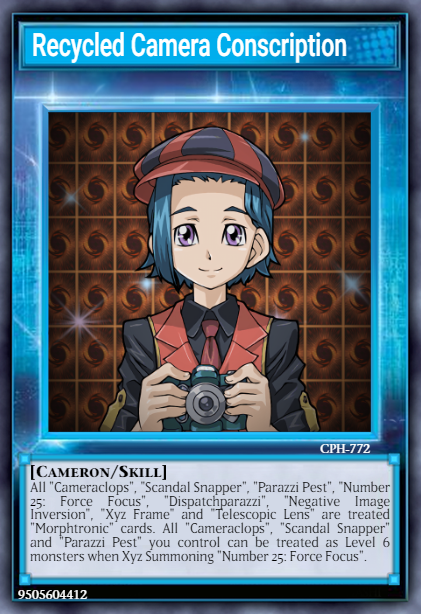 Recycled Camera Conscription
CPH-772
[CAMERON/SKILL]
All "Cameraclops", "Scandal Snapper", "Parazzi Pest", "Number
25: Force Focus", "Dispatchparazzi", "Negative Image
Inversion", "Xyz Frame" and "Telescopic Lens" are treated
"Morphtronic" cards. All "Cameraclops", "Scandal Snapper"
and "Parazzi Pest" you control can be treated as Level 6
monsters when Xyz Summoning "Number 25: Force Focus".
9505604412